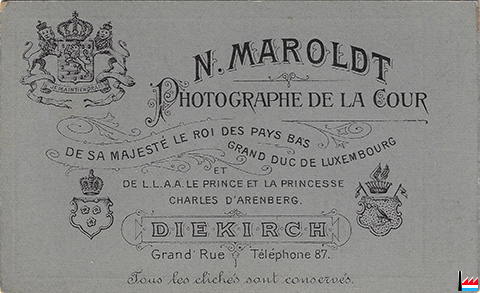 JE MAINTIENDRAI
N. MAROLDT
PHOTOGRAPHE DE LA COUR
DE SA MAJESTÉ LE ROI DES PAYS BAS
GRAND DUC DE LUXEMBOURG
ET
DE L.L.A.A. LE PRINCE ET LA PRINCESSE
CHARLES D'ARENBERG.
DIEKIRCH
Grand' Rue Téléphone 87.
Tous les clichés sont conservés.